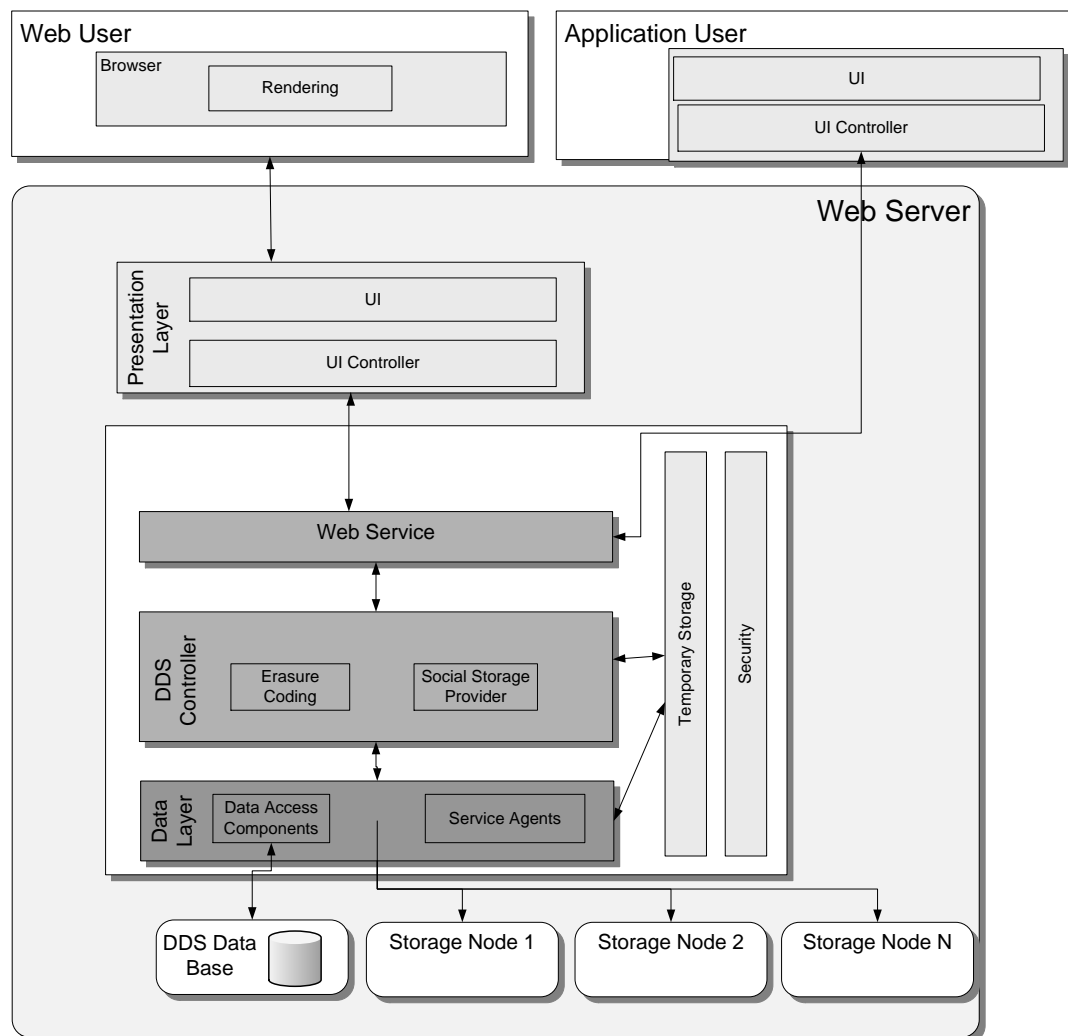 Web User
Browser
Rendering
Application User
UI
UI Controller
Web Server
Presentation
Layer
UI
UI Controller
Web Service
DDS
Controller
Erasure
Coding
Social Storage
Provider
Temporary Storage
Security
Data
Layer
Data Access
Components
Service Agents
DDS Data
Base
Storage Node 1
Storage Node 2
Storage Node N